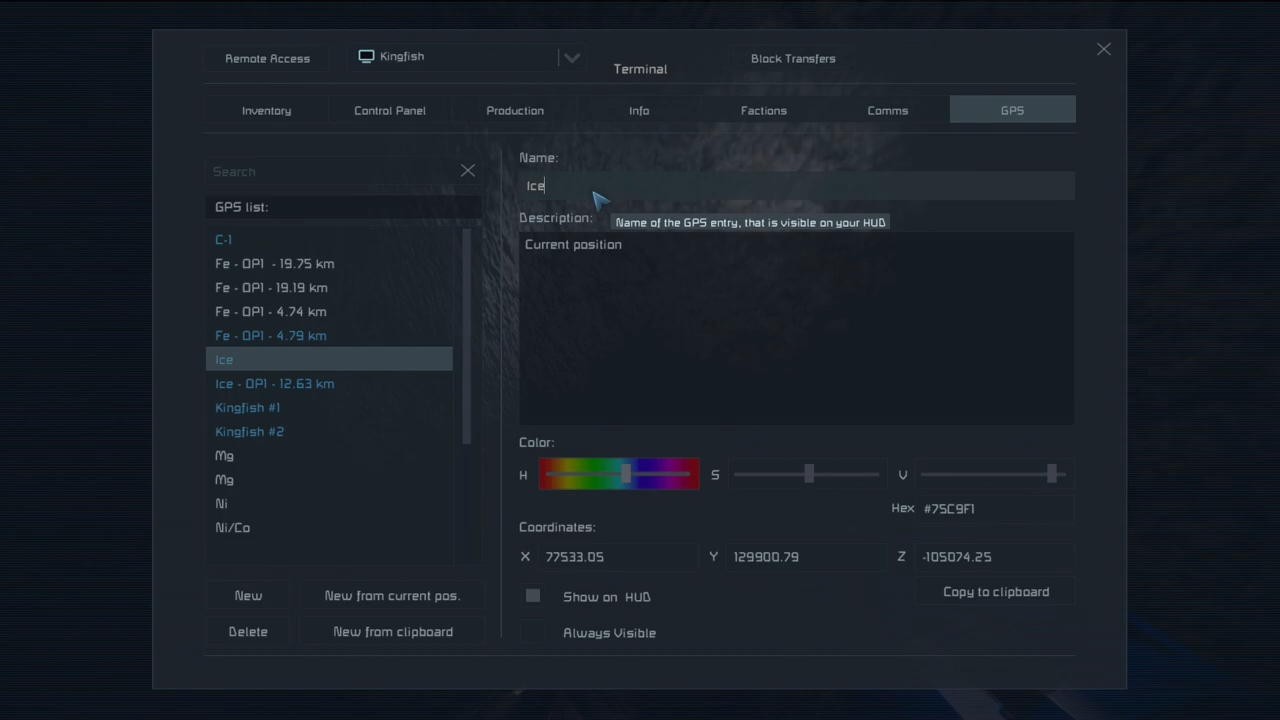 Remote Access
Kingfish
Terminal
Block Transfers
Inventory
Control Panel
Production
Info
Factions
Comms
GPS
Search
GPS list:
C-1
Fe - OP1 - 19.75 km
Fe - OP1 - 19.19 km
Fe - OP1 - 4.74 km
Fe - OP1 - 4.79 km
Ice
Ice - OP1 - 12.63 km
Kingfish #1
Kingfish #2
Mg
Mg
Ni
Ni/Co
New
New from current pos.
Delete
New from clipboard
Name:
Ice
Description:
Name of the GPS entry, that is visible on your HUD
Current position
Color:
H
S
V
Hex #75C9F1
Coordinates:
X 77533.05
Y 129900.79
Z -105074.25
Show on HUD
Copy to clipboard
Always Visible